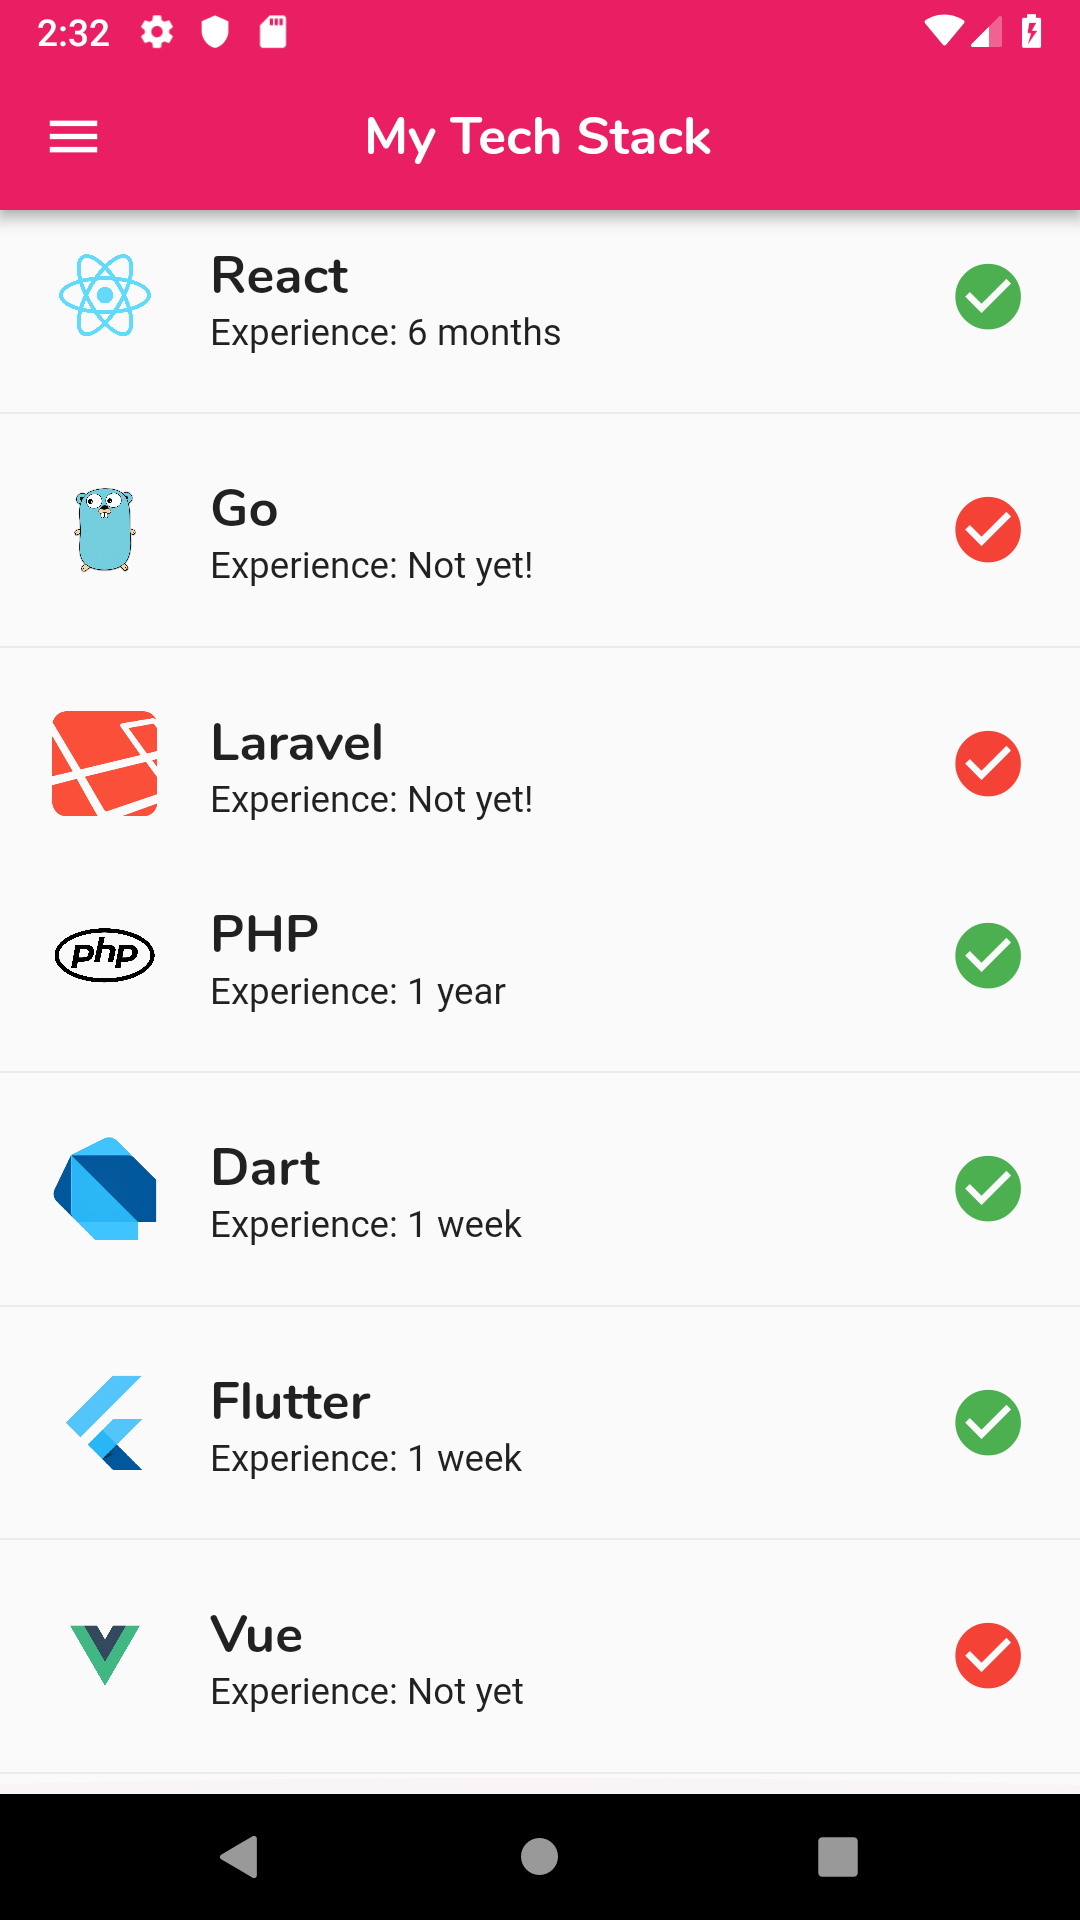 2:32
My Tech Stack
React
Experience: 6 months
Go
Experience: Not yet!
Laravel
Experience: Not yet!
php
PHP
Experience: 1 year
Dart
Experience: 1 week
Flutter
Experience: 1 week
Vue
Experience: Not yet